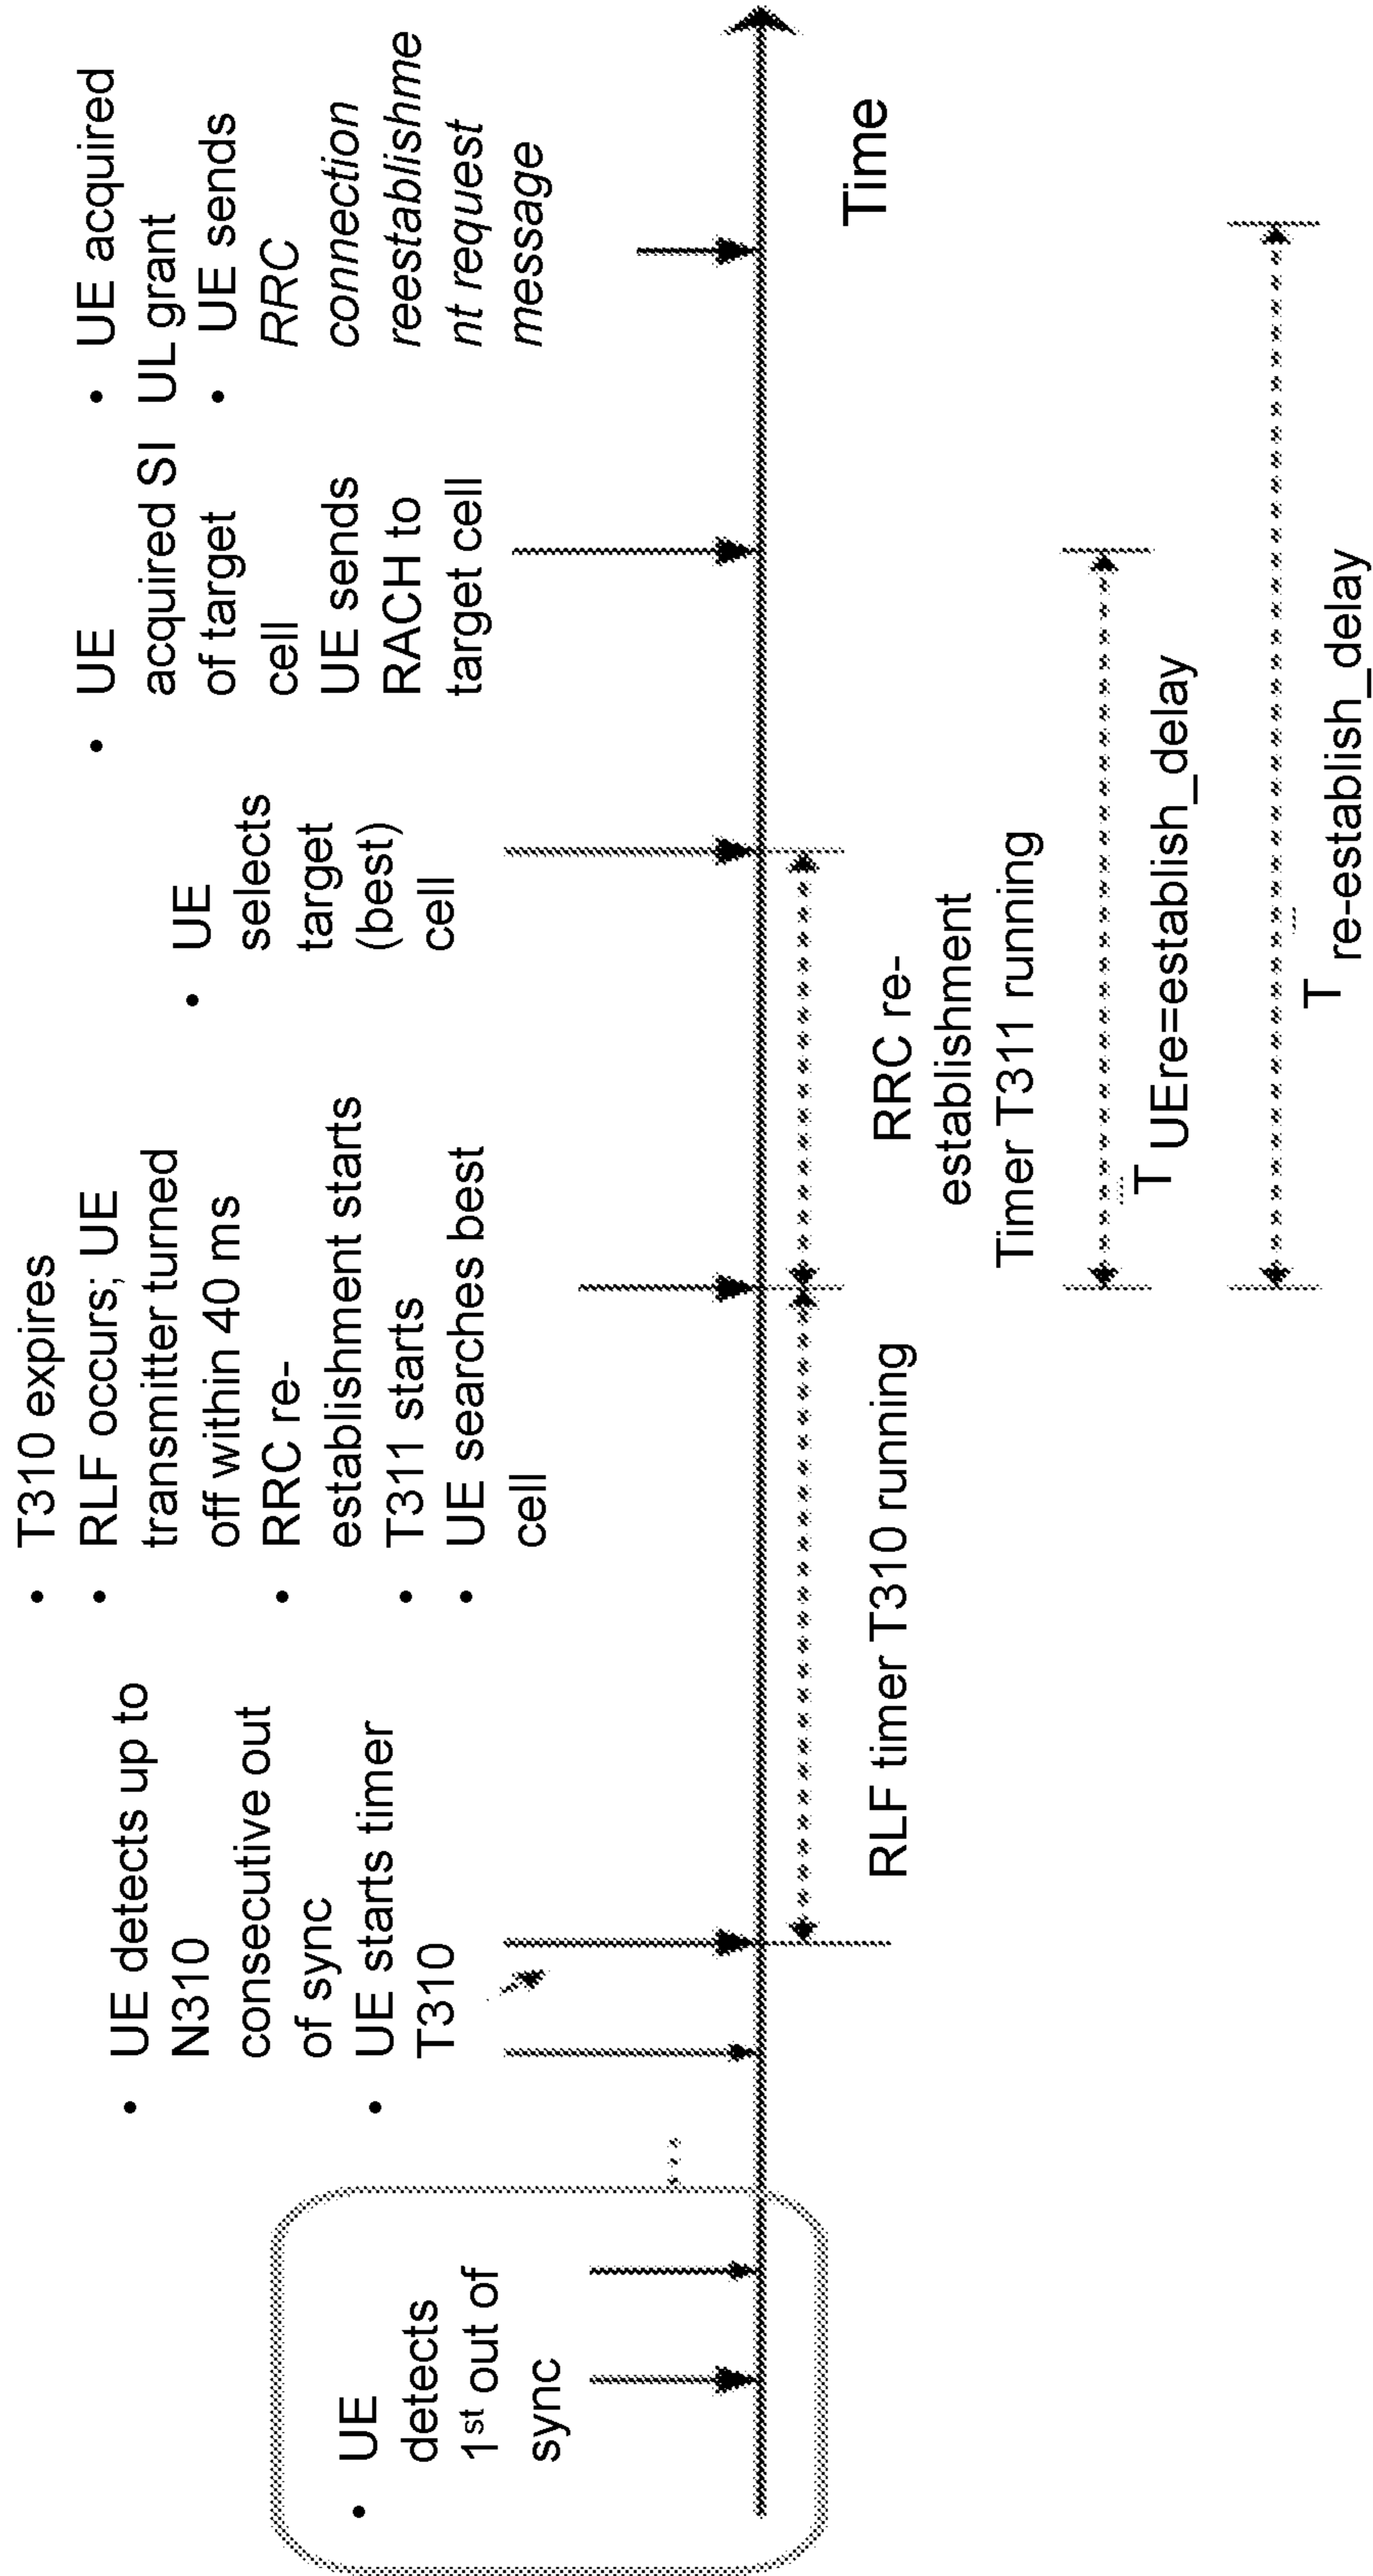 • UE
detects
1st out of
sync
• UE detects up to
N310
consecutive out
of sync
• UE starts timer
T310
• T310 expires
• RLF occurs; UE
transmitter turned
off within 40 ms
• RRC re-
establishment starts
• T311 starts
• UE searches best
cell
• UE
selects
target
(best)
cell
• UE
acquired SI
of target
cell
UE sends
RACH to
target cell
• UE acquired
UL grant
• UE sends
RRC
connection
reestablishme
nt request
message
Time
RLF timer T310 running
RRC re-
establishment
Timer T311 running
T UEre=establish_delay
T re-establish_delay